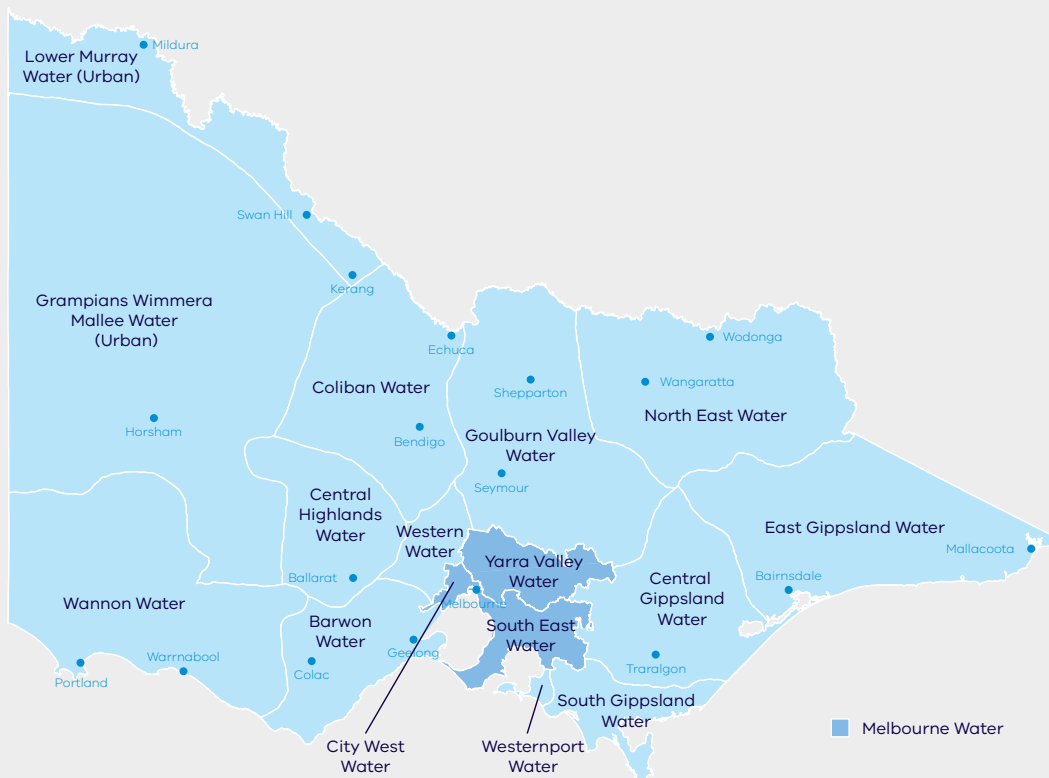 Mildura
Lower Murray
Water (Urban)
Swan Hill
Kerang
Grampians Wimmera
Mallee Water
(Urban)
Echuca
Wodonga
Coliban Water
Shepparton
Wangaratta
North East Water
Horsham
Bendigo
Goulburn Valley
Water
Seymour
Central
Highlands
Water
Western
Water
East Gippsland Water
Mallacoota
Yarra Valley
Water
Ballarat
Central
Gippsland
Water
Bairnsdale
Wannon Water
Melbourne
Barwon
Water
South East
Water
Geelong
Warrnabool
Portland
Colac
Traralgon
South Gippsland
Water
City West
Water
Westernport
Water
Melbourne Water